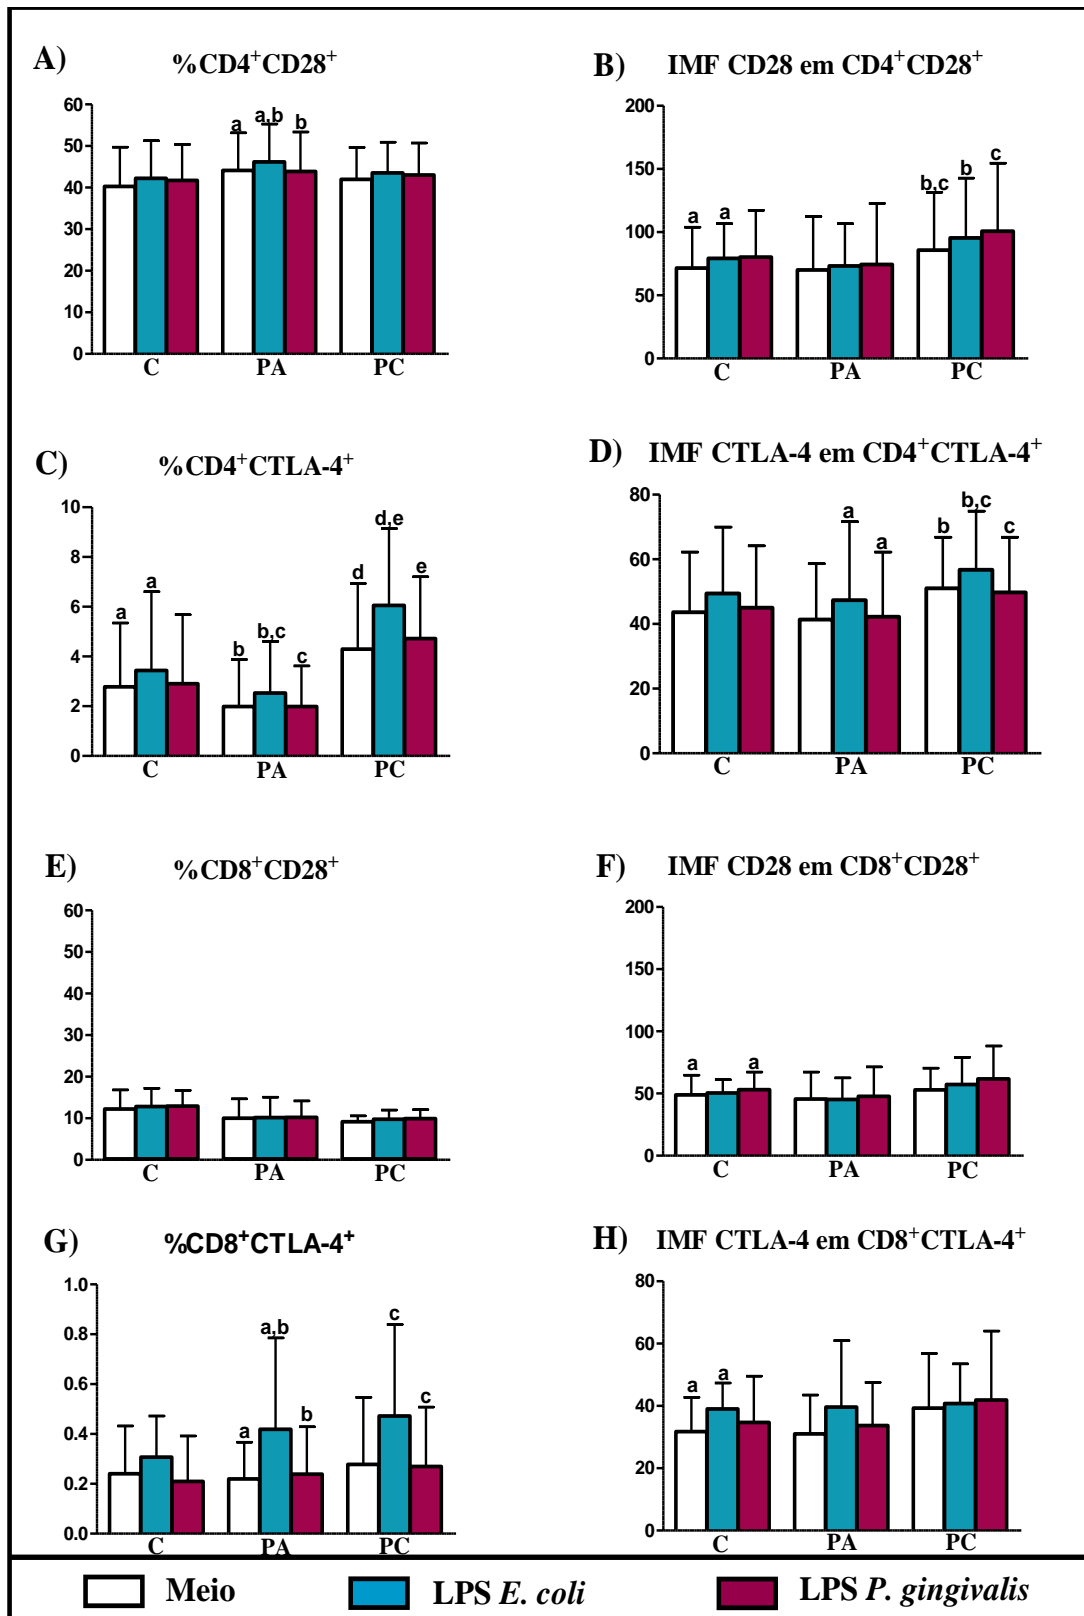 A) %CD4⁺CD28⁺
60
50
40
30
20
10
0
a a,b b
C PA PC
B) IMF CD28 em CD4⁺CD28⁺
200
150
100
50
0
a a b,c b c
C PA PC
C) %CD4⁺CTLA-4⁺
10
8
6
4
2
0
a a b b,c c d d,e e
C PA PC
D) IMF CTLA-4 em CD4⁺CTLA-4⁺
80
60
40
20
0
a a b b,c c
C PA PC
E) %CD8⁺CD28⁺
60
50
40
30
20
10
0
C PA PC
F) IMF CD28 em CD8⁺CD28⁺
200
150
100
50
0
a a
C PA PC
G) %CD8⁺CTLA-4⁺
1.0
0.8
0.6
0.4
0.2
0.0
a a,b b c c
C PA PC
H) IMF CTLA-4 em CD8⁺CTLA-4⁺
80
60
40
20
0
a a
C PA PC
Meio LPS E. coli LPS P. gingivalis